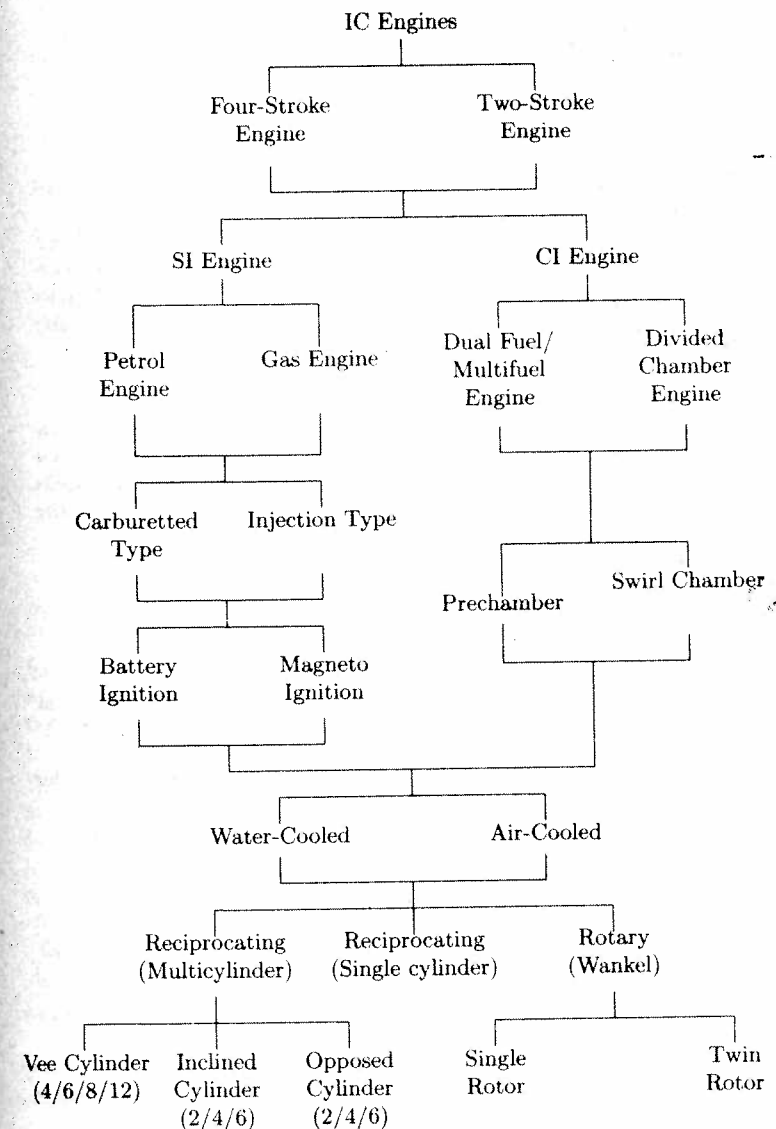 IC Engines
Four-Stroke
Engine
Two-Stroke
Engine
SI Engine
CI Engine
Petrol
Engine
Gas Engine
Dual Fuel/
Multifuel
Engine
Divided
Chamber
Engine
Carburetted
Type
Injection Type
Prechamber
Swirl Chamber
Battery
Ignition
Magneto
Ignition
Water-Cooled
Air-Cooled
Reciprocating
(Multicylinder)
Reciprocating
(Single cylinder)
Rotary
(Wankel)
Vee Cylinder
(4/6/8/12)
Inclined
Cylinder
(2/4/6)
Opposed
Cylinder
(2/4/6)
Single
Rotor
Twin
Rotor